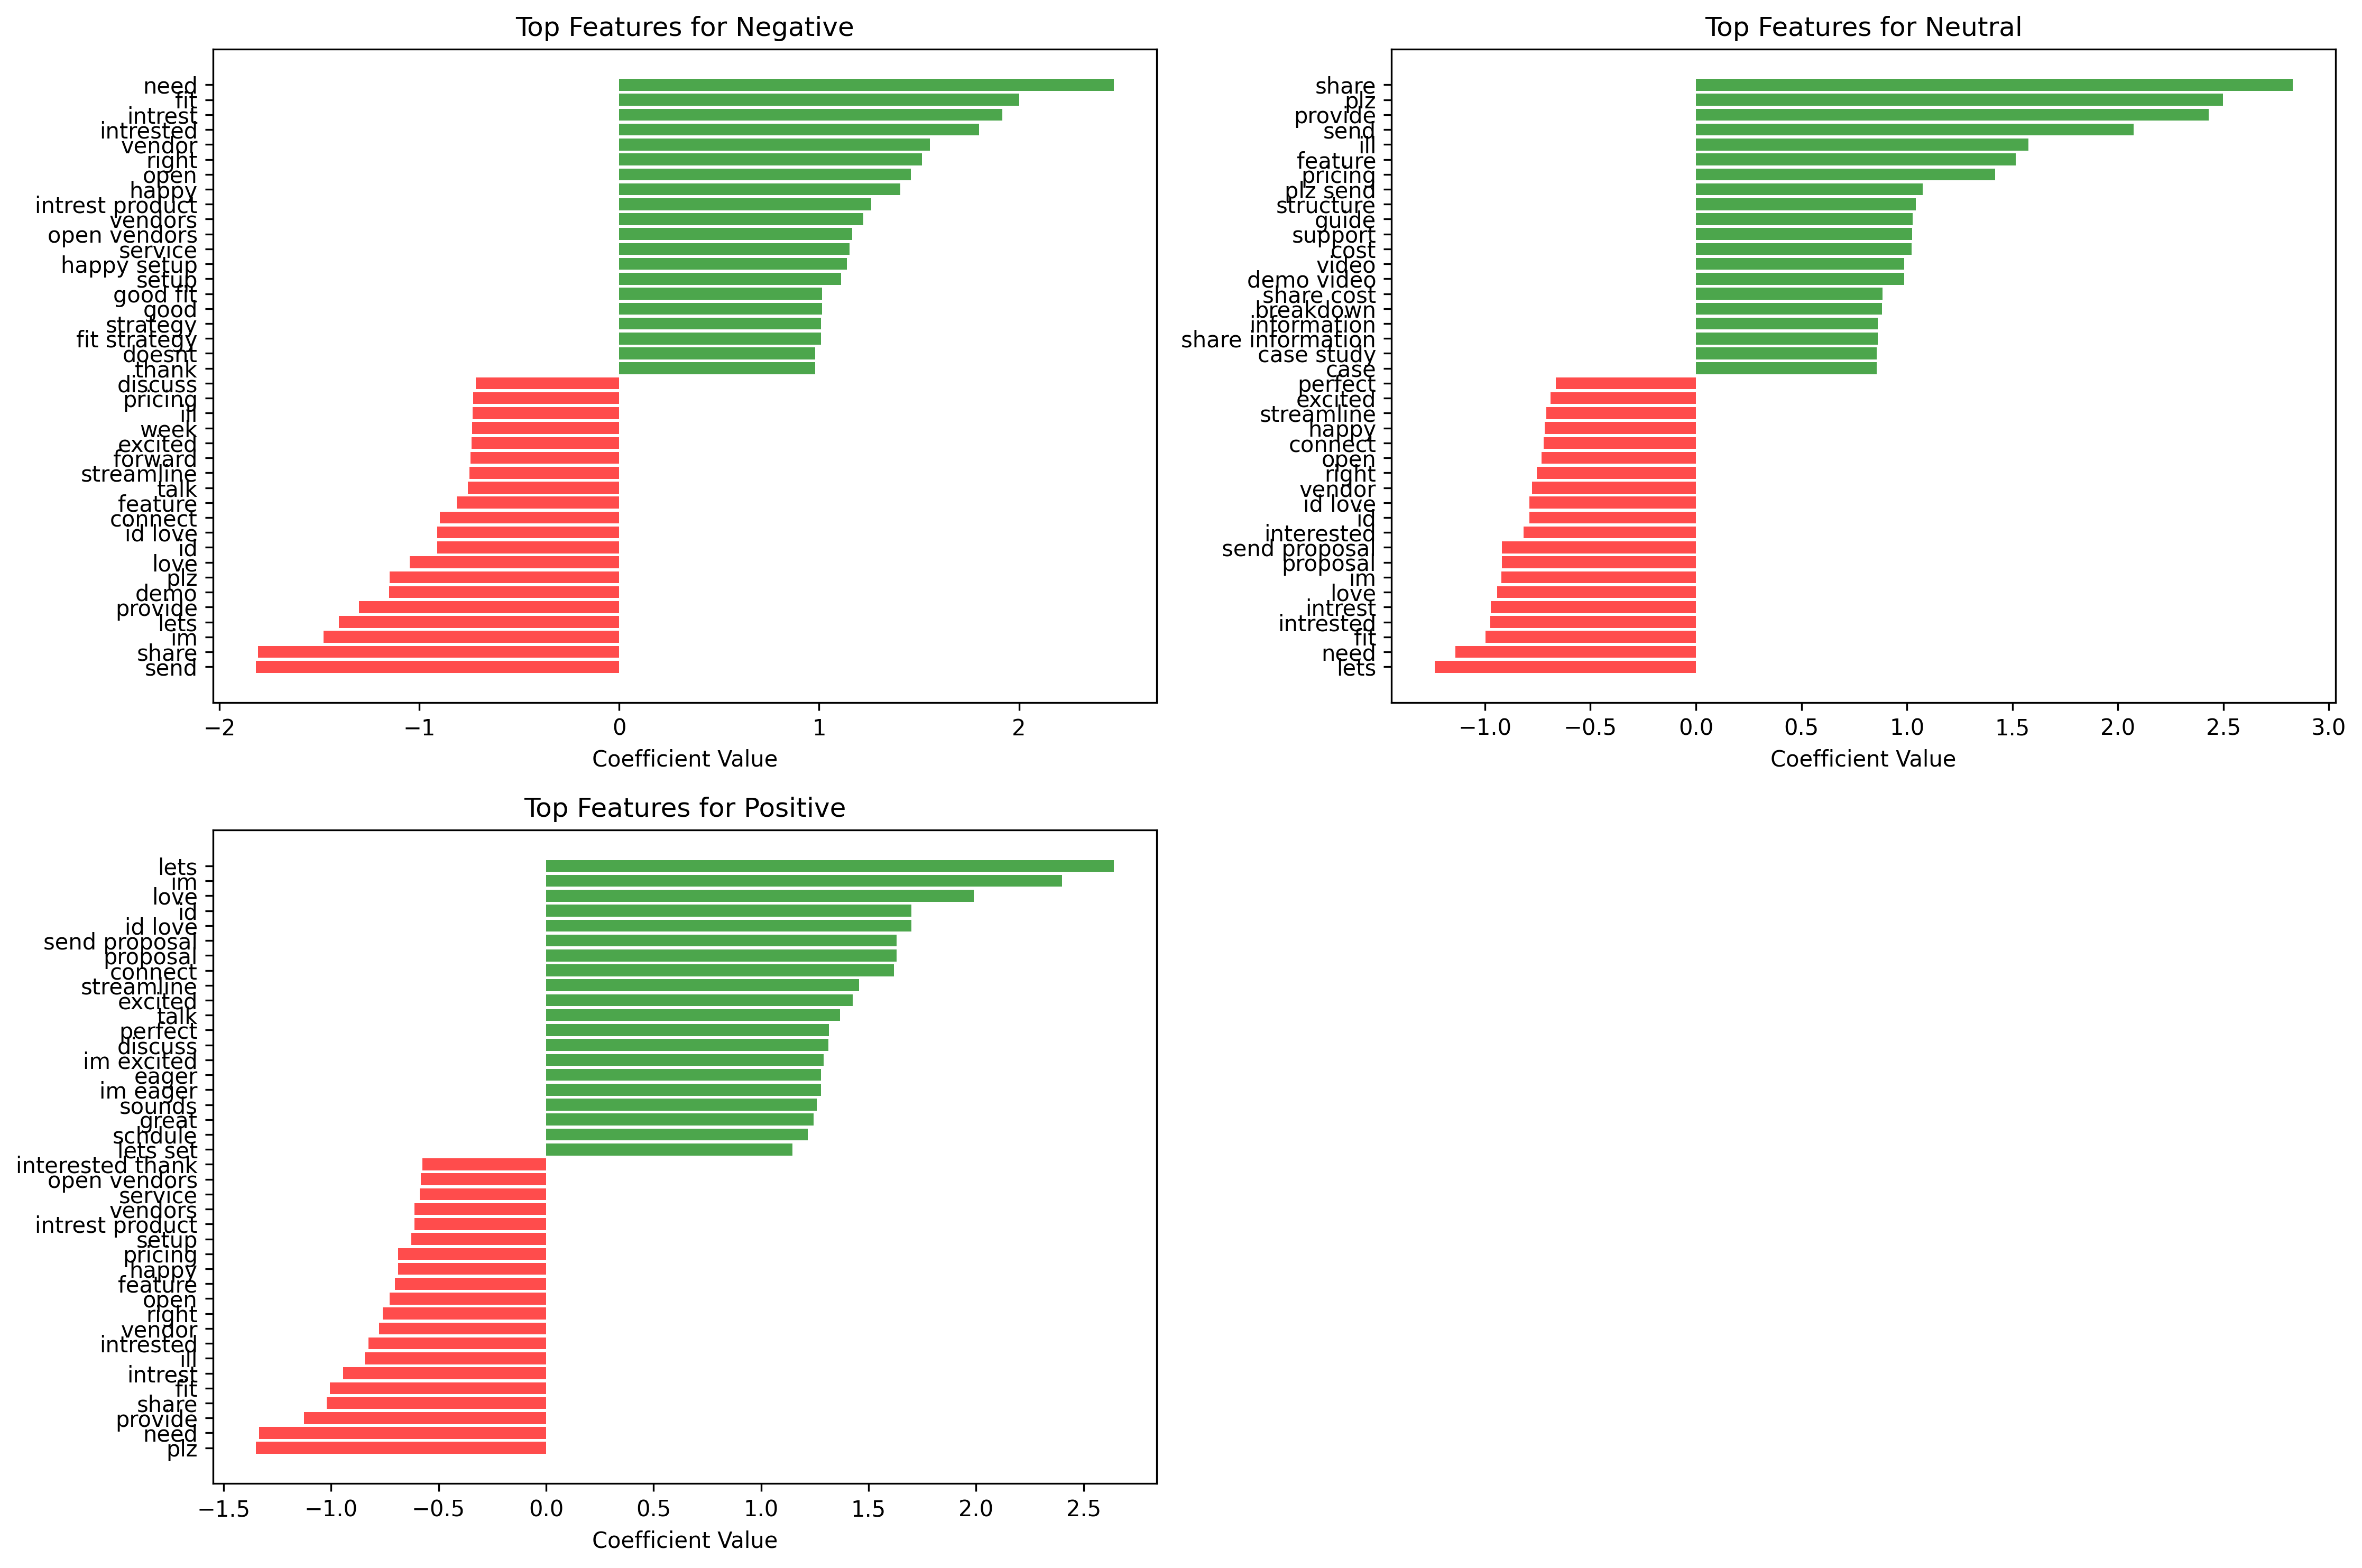 Top Features for Negative
need
fit
intrest
intrested
vendor
right
open
happy
intrest product
vendors
open vendors
service
happy setup
setup
good fit
good
strategy
fit strategy
doesnt
thank
discuss
pricing
ill
week
excited
forward
streamline
talk
feature
connect
id love
id
love
plz
demo
provide
lets
im
share
send
−2 −1 0 1 2
Coefficient Value
Top Features for Neutral
share
plz
provide
send
ill
feature
pricing
plz send
structure
guide
support
cost
video
demo video
share cost
breakdown
information
share information
case study
case
perfect
excited
streamline
happy
connect
open
right
vendor
id love
id
interested
send proposal
proposal
im
love
intrest
intrested
fit
need
lets
−1.0 −0.5 0.0 0.5 1.0 1.5 2.0 2.5 3.0
Coefficient Value
Top Features for Positive
lets
im
love
id
id love
send proposal
proposal
connect
streamline
excited
talk
perfect
discuss
im excited
eager
im eager
sounds
great
schdule
lets set
interested thank
open vendors
service
vendors
intrest product
setup
pricing
happy
feature
open
right
vendor
intrested
ill
intrest
fit
share
provide
need
plz
−1.5 −1.0 −0.5 0.0 0.5 1.0 1.5 2.0 2.5
Coefficient Value